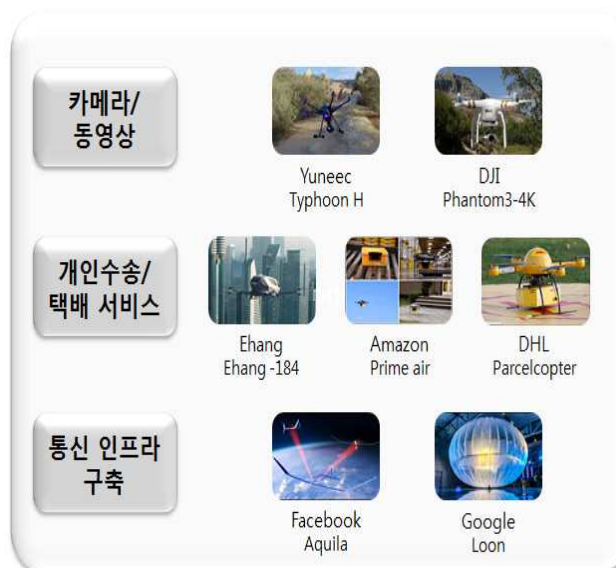 카메라/
동영상
Yuneec
Typhoon H
DJI
Phantom3-4K
개인수송/
택배 서비스
Ehang
Ehang -184
Amazon
Prime air
DHL
Parcelcopter
통신 인프라
구축
Facebook
Aquila
Google
Loon